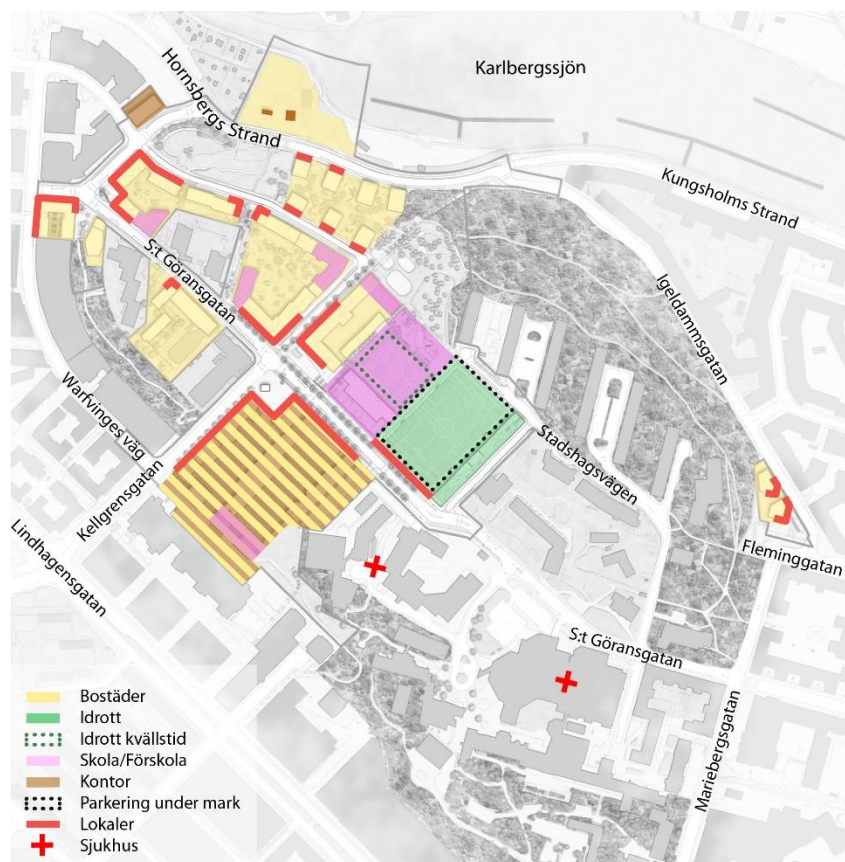 Karlbergssjön
Hornsbergs Strand
Kungsholms Strand
S:t Göransgatan
Igeldammsgatan
Warfvinges väg
Kellgrensgatan
Stadshagsvägen
Lindhagensgatan
Fleminggatan
S:t Göransgatan
Mariebergsgatan
Bostäder
Idrott
Idrott kvällstid
Skola/Förskola
Kontor
Parkering under mark
Lokaler
Sjukhus